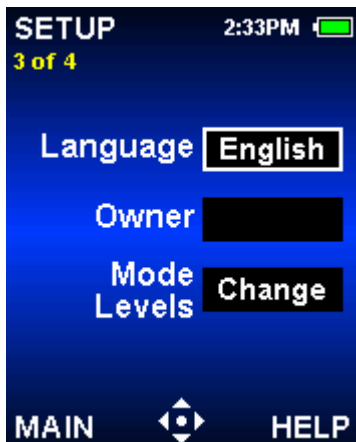 SETUP 2:33PM
3 of 4
Language English
Owner
Mode
Levels Change
MAIN HELP